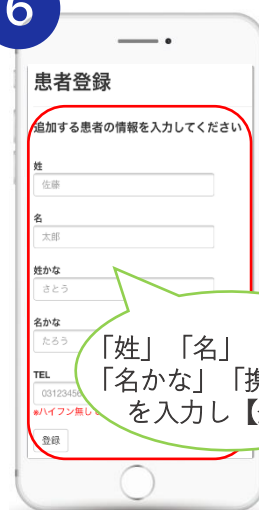 6
患者登録
追加する患者の情報を入力してください
姓
佐藤
名
太郎
姓かな
さとう
名かな
たろう
TEL
03123456
※ハイフン無し
登録
「姓」「名」
「名かな」「携
を入力し【